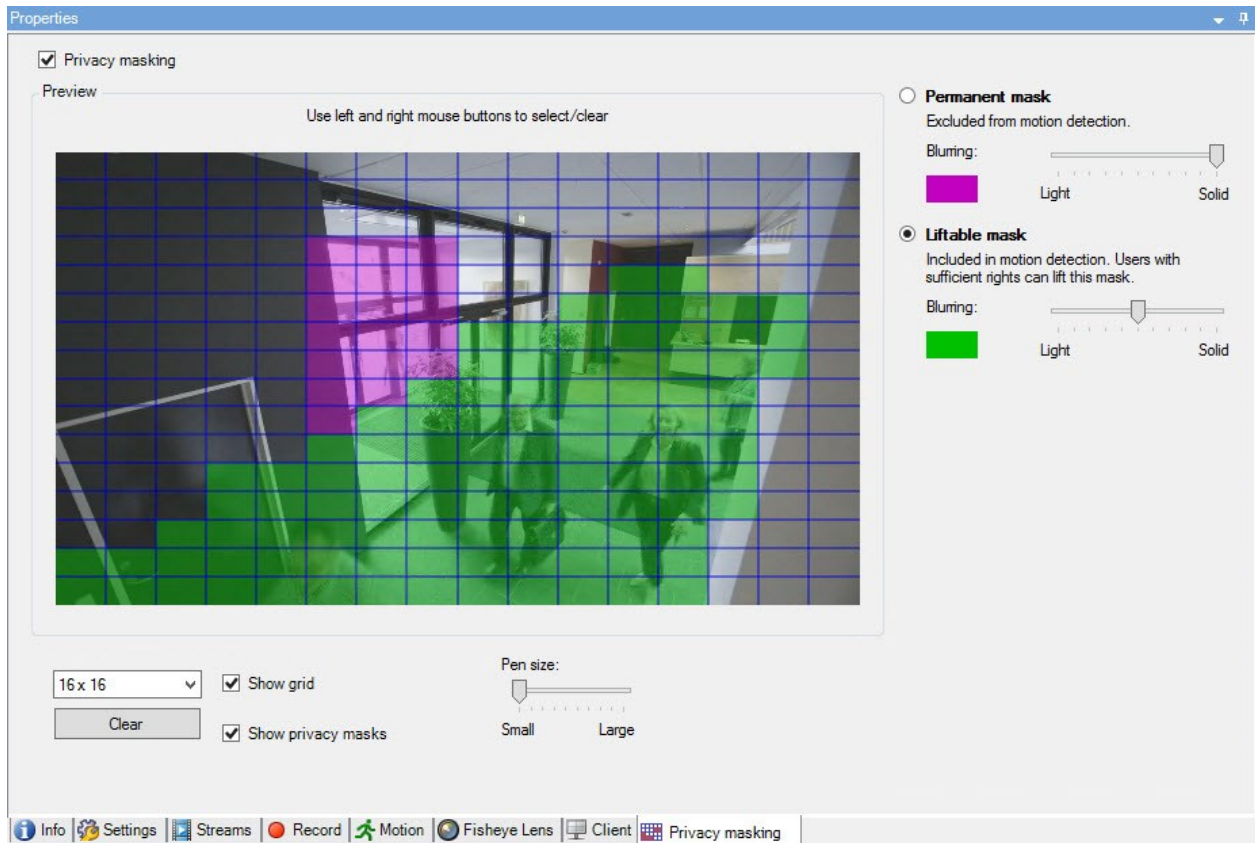 Properties
Privacy masking
Preview
Use left and right mouse buttons to select/clear
Permanent mask
Excluded from motion detection.
Blurring:
Light Solid
Liftable mask
Included in motion detection. Users with
sufficient rights can lift this mask.
Blurring:
Light Solid
16 x 16
Show grid
Clear
Show privacy masks
Pen size:
Small Large
Info Settings Streams Record Motion Fisheye Lens Client Privacy masking